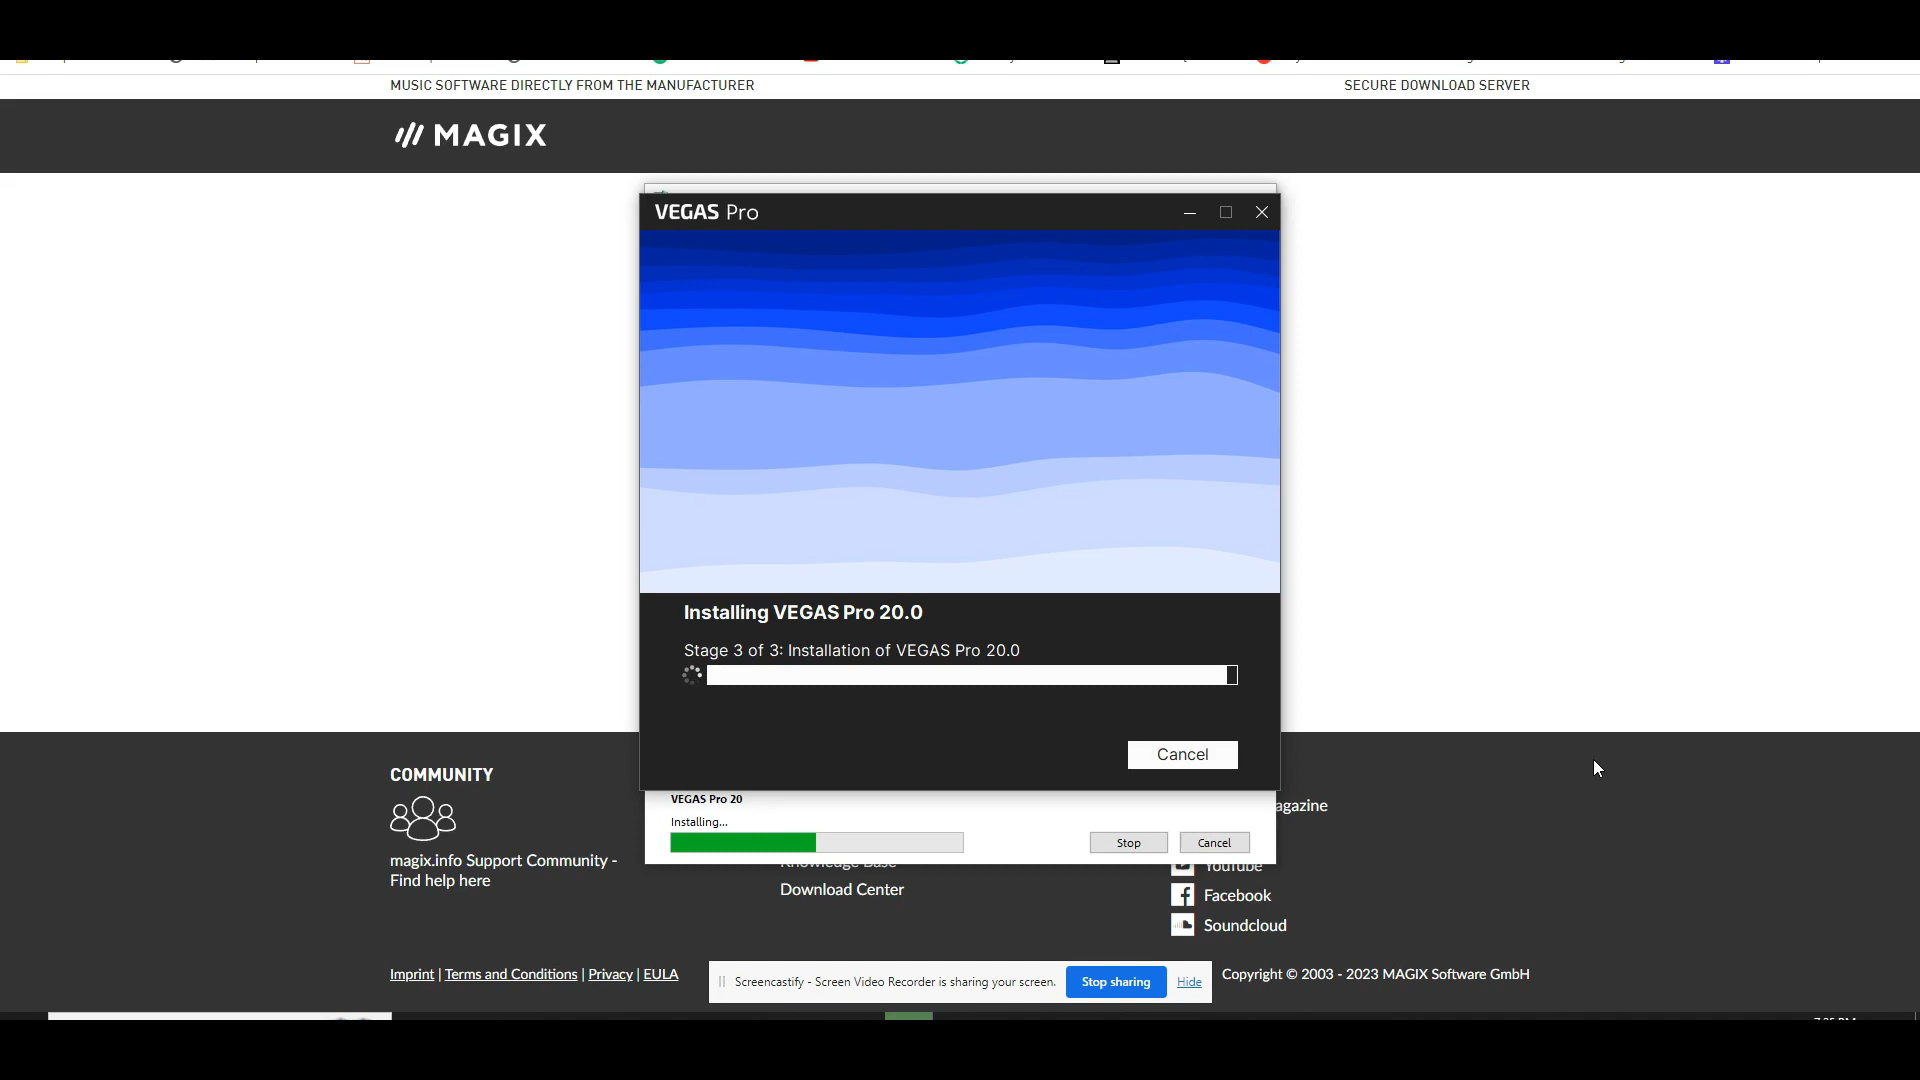 MUSIC SOFTWARE DIRECTLY FROM THE MANUFACTURER
SECURE DOWNLOAD SERVER
MAGIX
VEGAS Pro
Installing VEGAS Pro 20.0
Stage 3 of 3: Installation of VEGAS Pro 20.0
Cancel
VEGAS Pro 20
Installing...
Stop
Cancel
COMMUNITY
magix.info Support Community -
Find help here
Knowledge Base
Download Center
agazine
YouTube
Facebook
Soundcloud
Imprint | Terms and Conditions | Privacy | EULA
Screencastify - Screen Video Recorder is sharing your screen.
Stop sharing
Hide
Copyright © 2003 - 2023 MAGIX Software GmbH